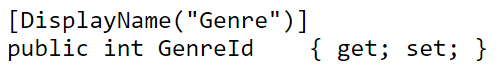 [DisplayName("Genre")]
public int GenreId    { get; set; }